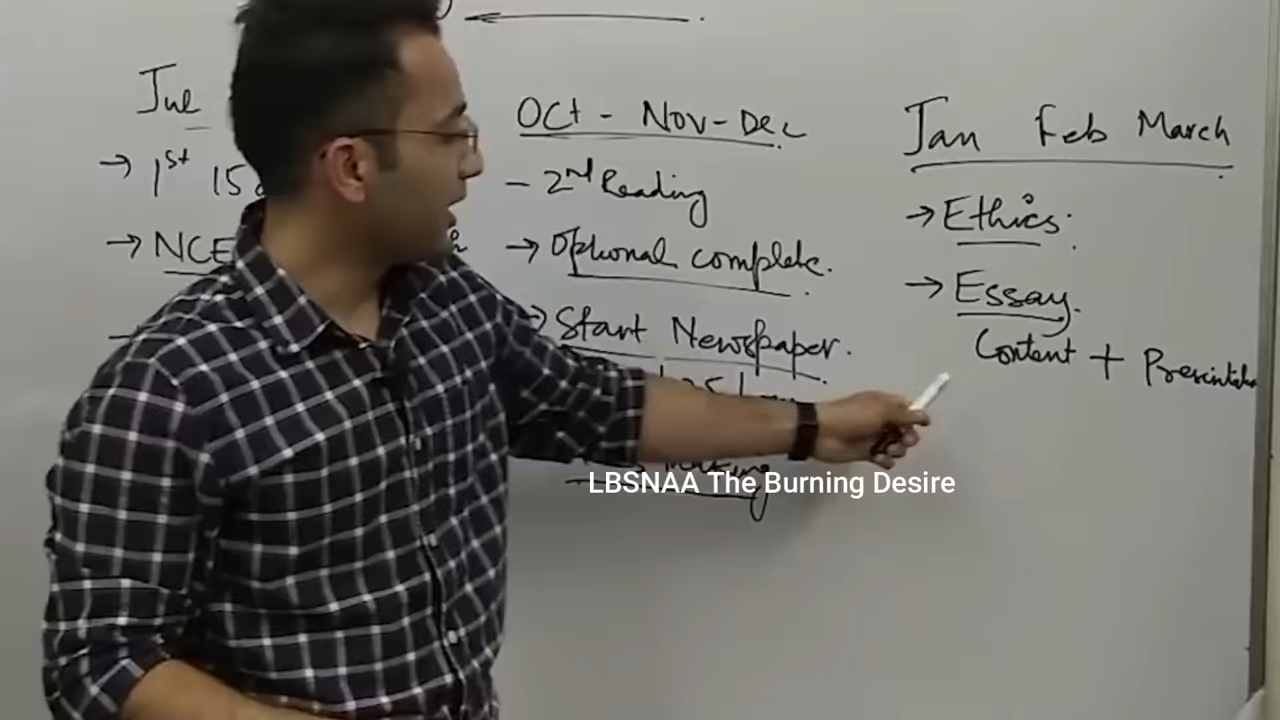 Jul
→ 1st 15
→ NCE
Oct - Nov - Dec
- 2nd Reading
→ Optional complete.
→ Start Newspaper.
Jan Feb March
→ Ethics.
→ Essay.
Content +
LBSNAA The Burning Desire